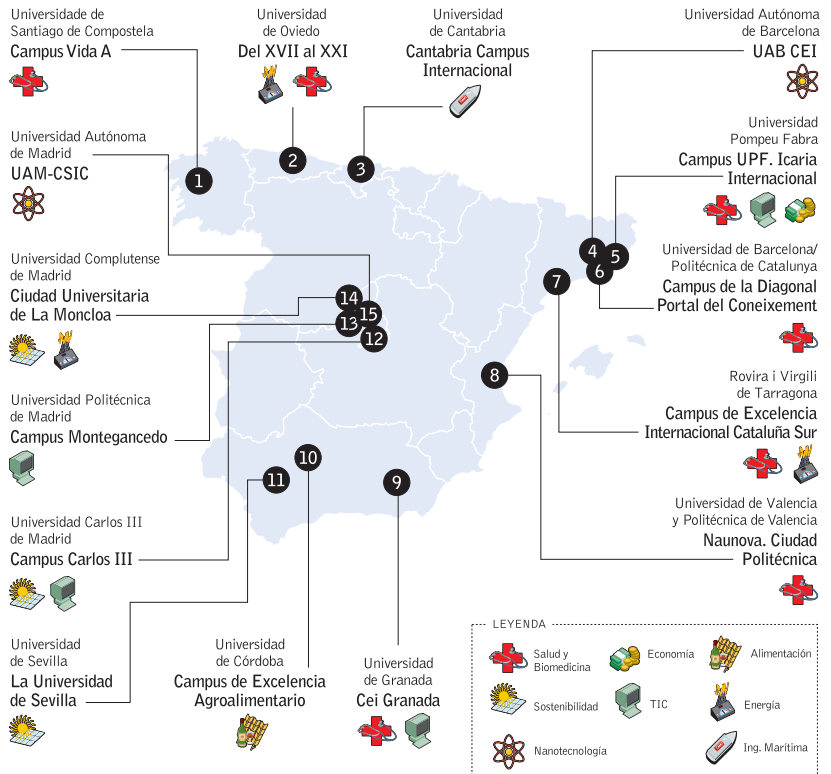 Universidade de
Santiago de Compostela
Campus Vida A
Universidad
de Oviedo
Del XVII al XXI
Universidad
de Cantabria
Cantabria Campus
Internacional
Universidad Autónoma
de Barcelona
UAB CEI
Universidad Autónoma
de Madrid
UAM-CSIC
Universidad
Pompeu Fabra
Campus UPF. Icaria
Internacional
Universidad Complutense
de Madrid
Ciudad Universitaria
de La Moncloa
Universidad de Barcelona/
Politécnica de Catalunya
Campus de la Diagonal
Portal del Coneixement
Universidad Politécnica
de Madrid
Campus Montegancedo
Rovira i Virgili
de Tarragona
Campus de Excelencia
Internacional Cataluña Sur
Universidad Carlos III
de Madrid
Campus Carlos III
Universidad de Valencia
y Politécnica de Valencia
Naunova. Ciudad
Politécnica
Universidad
de Sevilla
La Universidad
de Sevilla
Universidad
de Córdoba
Campus de Excelencia
Agroalimentario
Universidad
de Granada
Cei Granada
1
2
3
4
5
6
7
8
9
10
11
12
13
14
15
LEYENDA
Salud y
Biomedicina
Economía
Alimentación
Sostenibilidad
TIC
Energía
Nanotecnología
Ing. Marítima